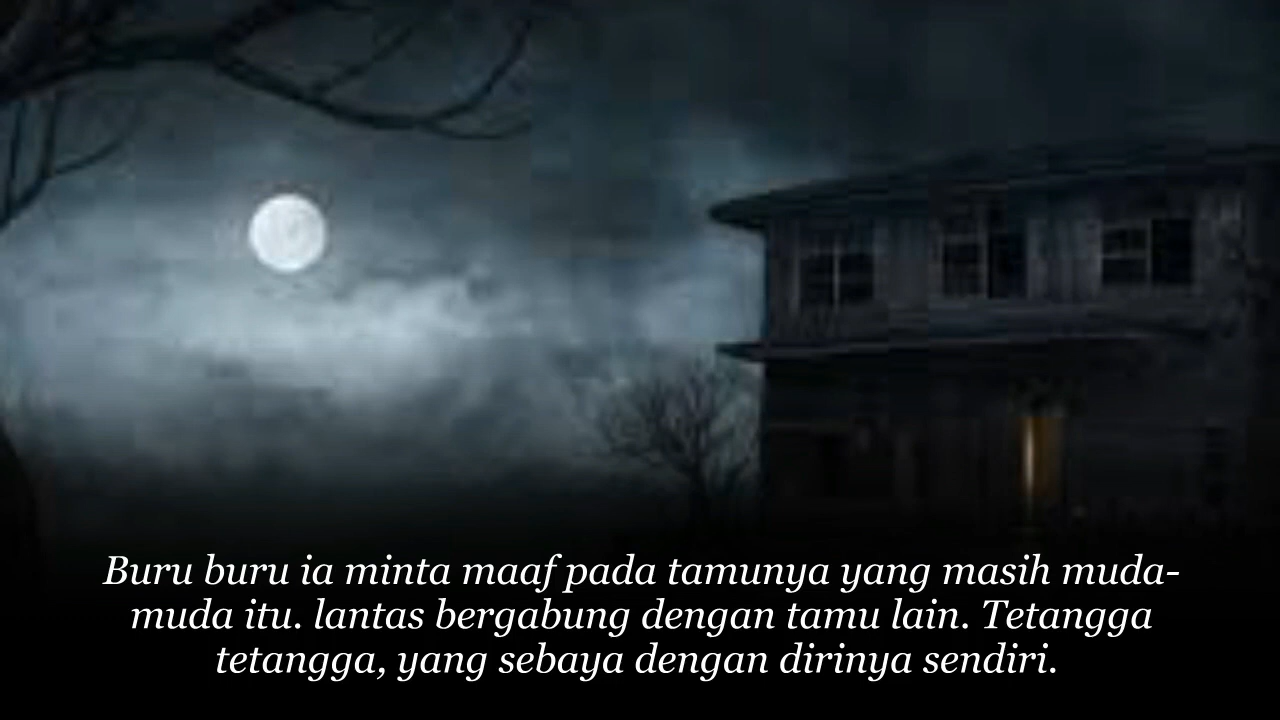 Buru buru ia minta maaf pada tamunya yang masih muda-
muda itu. lantas bergabung dengan tamu lain. Tetangga
tetangga, yang sebaya dengan dirinya sendiri.